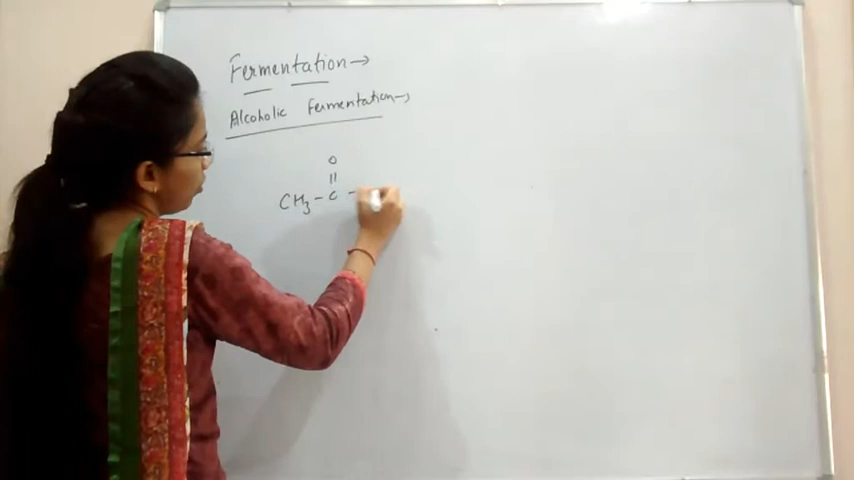 Fermentation →
Alcoholic Fermentation →
O
||
CH3 - C -